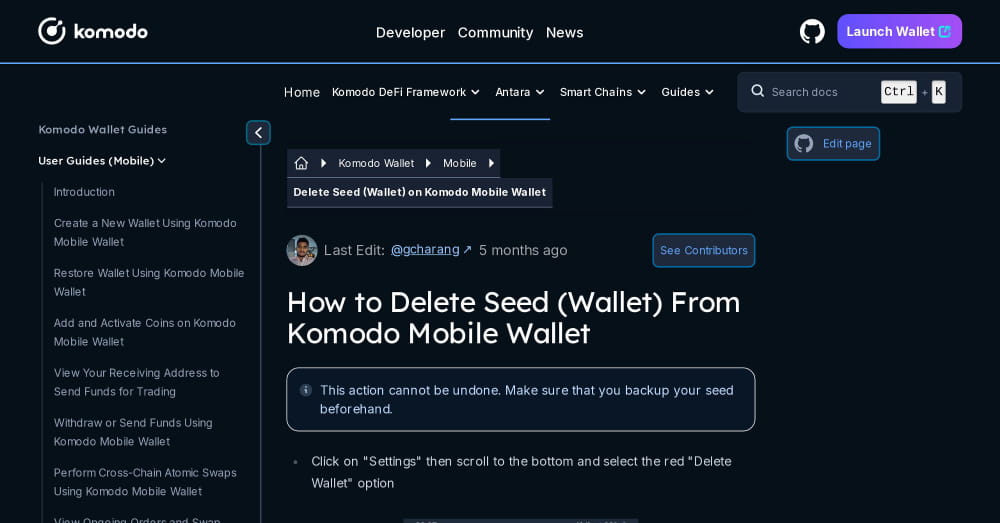 komodo
Developer Community News
Launch Wallet
Home Komodo DeFi Framework Antara Smart Chains Guides
Search docs Ctrl + K
Komodo Wallet Guides
User Guides (Mobile)
Introduction
Create a New Wallet Using Komodo
Mobile Wallet
Restore Wallet Using Komodo Mobile
Wallet
Add and Activate Coins on Komodo
Mobile Wallet
View Your Receiving Address to
Send Funds for Trading
Withdraw or Send Funds Using
Komodo Mobile Wallet
Perform Cross-Chain Atomic Swaps
Using Komodo Mobile Wallet
View Ongoing Orders and Swap
Komodo Wallet Mobile
Delete Seed (Wallet) on Komodo Mobile Wallet
Edit page
Last Edit: @gcharang ↗ 5 months ago
See Contributors
How to Delete Seed (Wallet) From
Komodo Mobile Wallet
This action cannot be undone. Make sure that you backup your seed
beforehand.
Click on "Settings" then scroll to the bottom and select the red "Delete
Wallet" option